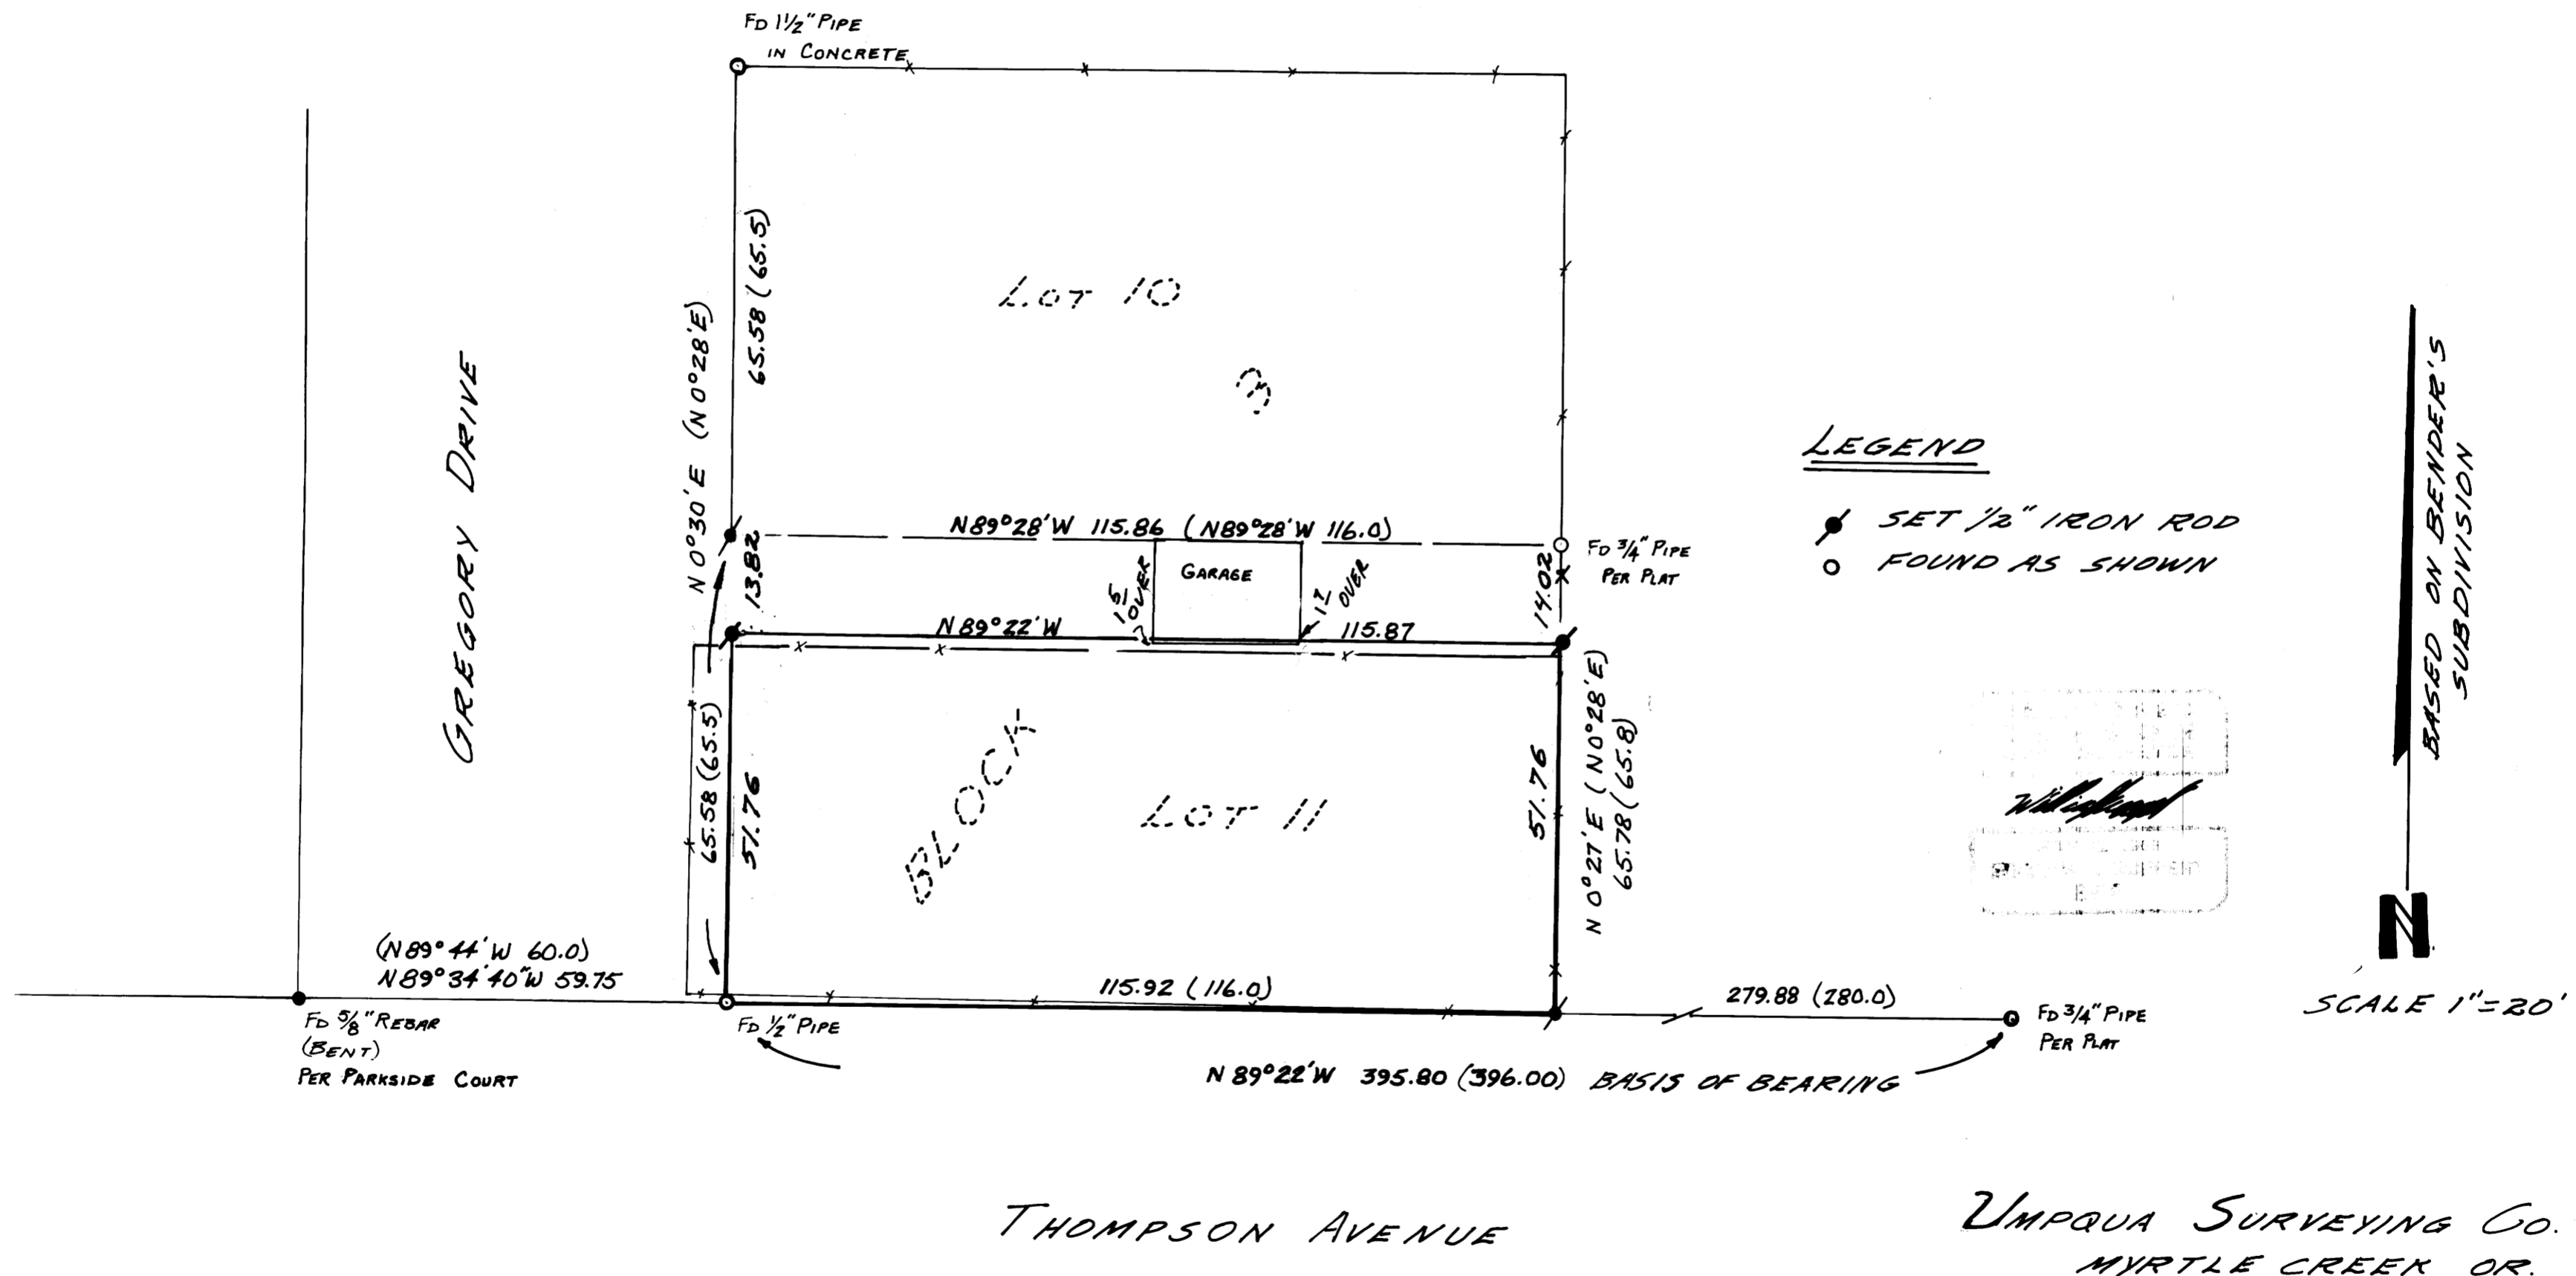 FD 1 1/2" PIPE
IN CONCRETE
65.58 (65.5)
N 0°30'E (N 0°28'E)
LOT 10
3
GREGORY DRIVE
LEGEND
SET 1/2" IRON ROD
FOUND AS SHOWN
BASED ON BENDER'S
SUBDIVISION
N89°28'W 115.86 (N89°28'W 116.0)
13.82
GARAGE
1 5
OVER
1 7
OVER
14.02
FD 3/4" PIPE
PER PLAT
N 89°22'W
115.87
65.58 (65.5)
51.76
BLOCK
LOT 11
51.76
N 0°27'E (N0°28'E)
65.78 (65.8)
N
SCALE 1"=20'
(N89°44'W 60.0)
N89°34'40"W 59.75
115.92 (116.0)
279.88 (280.0)
FD 5/8" REBAR
(BENT)
PER PARKSIDE COURT
FD 1/2" PIPE
FD 3/4" PIPE
PER PLAT
N 89°22'W 395.80 (396.00) BASIS OF BEARING
THOMPSON AVENUE
UMPQUA SURVEYING CO.
MYRTLE CREEK OR.